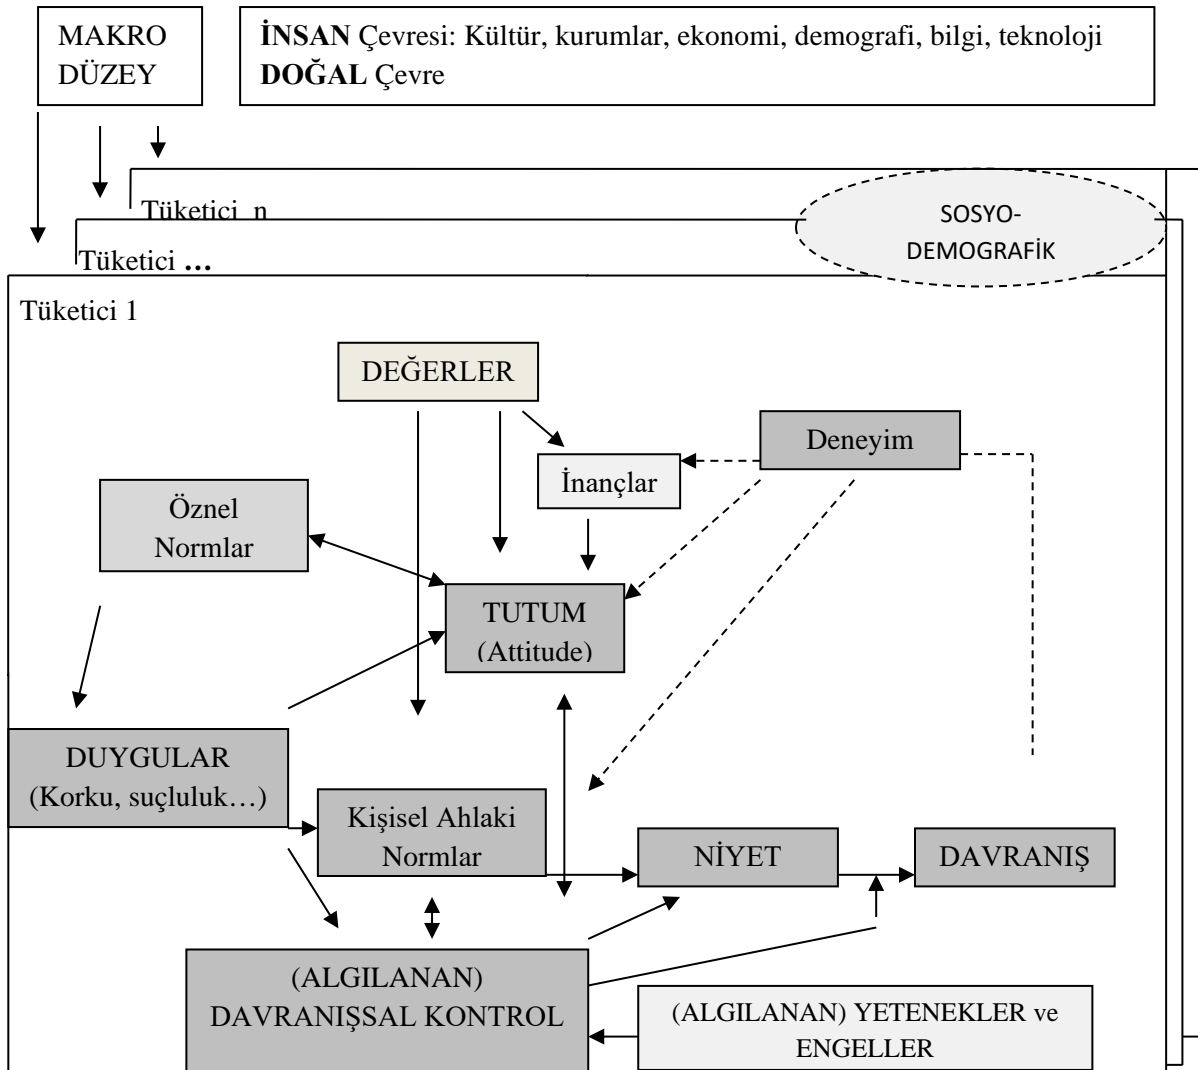 MAKRO
DÜZEY
İNSAN Çevresi: Kültür, kurumlar, ekonomi, demografi, bilgi, teknoloji
DOĞAL Çevre
Tüketici n
SOSYO-
DEMOGRAFİK
Tüketici ...
Tüketici 1
DEĞERLER
Deneyim
İnançlar
Öznel
Normlar
TUTUM
(Attitude)
DUYGULAR
(Korku, suçluluk…)
Kişisel Ahlaki
Normlar
NİYET
DAVRANIŞ
(ALGILANAN)
DAVRANIŞSAL KONTROL
(ALGILANAN) YETENEKLER ve
ENGELLER